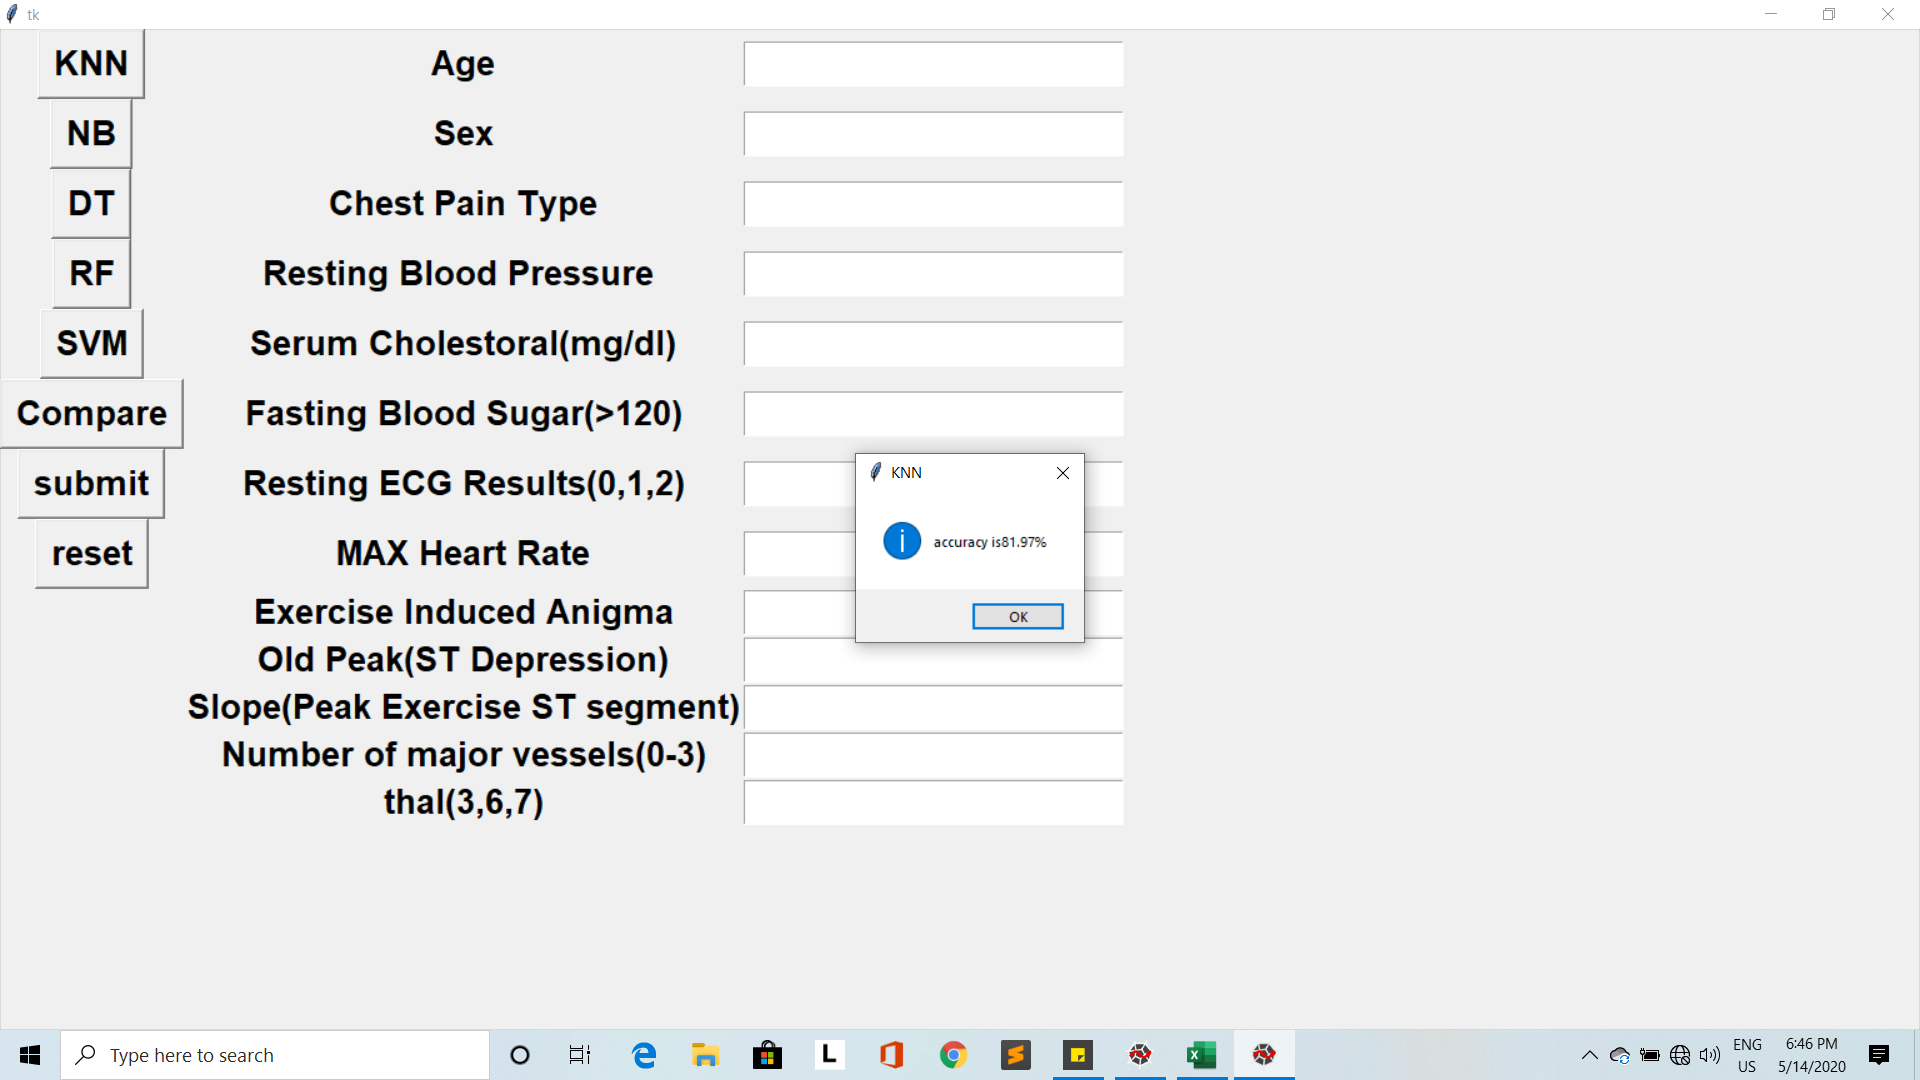 tk
KNN Age
NB Sex
DT Chest Pain Type
RF Resting Blood Pressure
SVM Serum Cholestoral(mg/dl)
Compare Fasting Blood Sugar(>120)
KNN
submit Resting ECG Results(0,1,2)
accuracy is81.97%
reset MAX Heart Rate
Exercise Induced Anigma
OK
Old Peak(ST Depression)
Slope(Peak Exercise ST segment)
Number of major vessels(0-3)
thal(3,6,7)
Type here to search
L
ENG
US
6:46 PM
5/14/2020